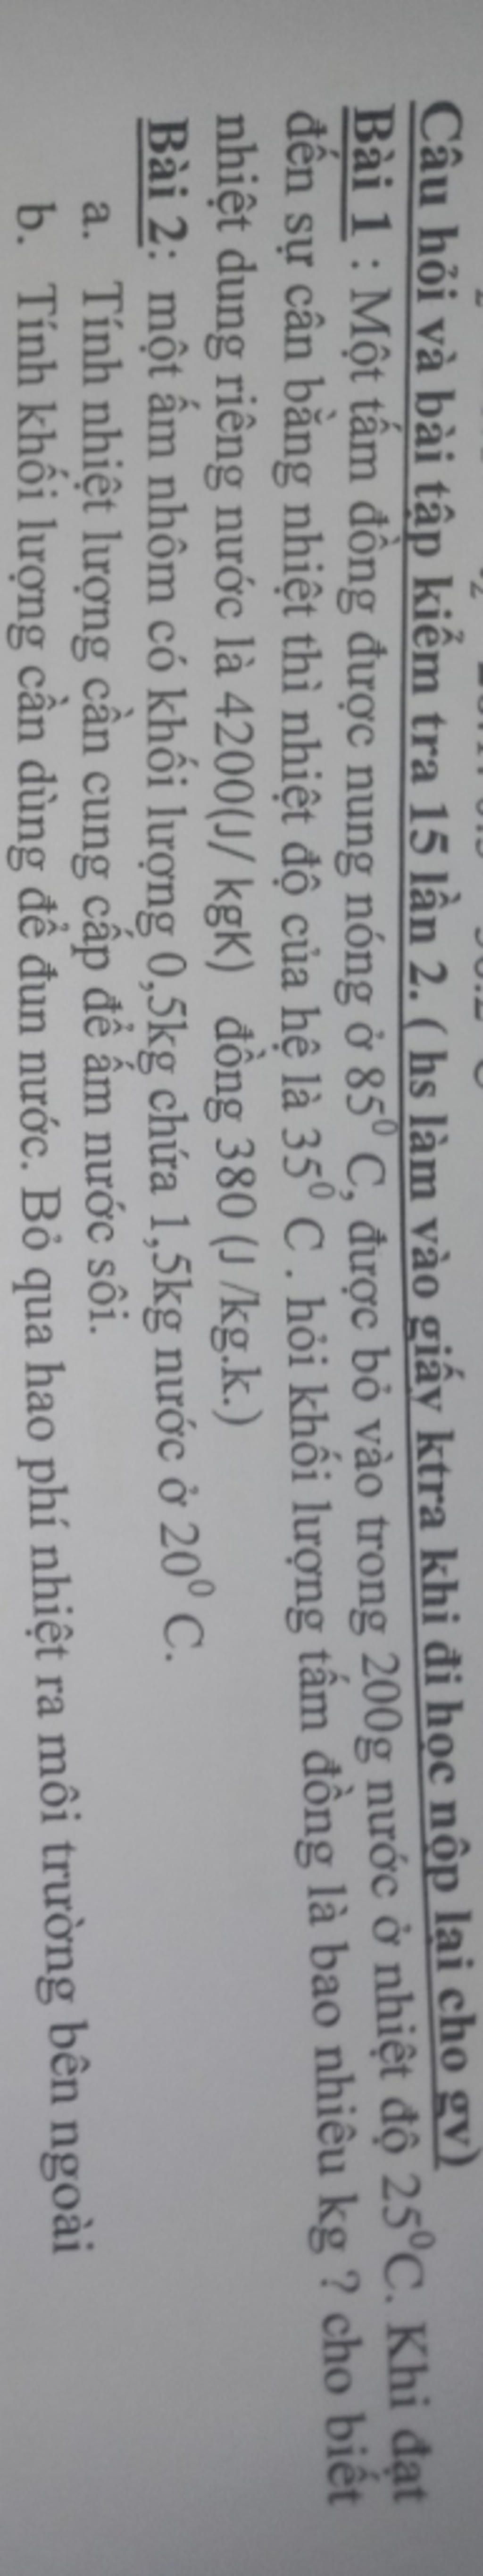 Câu hỏi và bài tập kiểm tra 15 lần 2. ( hs làm vào giấy ktra khi đi học nộp lại cho gv)
Bài 1 : Một tấm đồng được nung nóng ở 85⁰ C, được bỏ vào trong 200g nước ở nhiệt độ 25⁰C. Khi đạt
đến sự cân bằng nhiệt thì nhiệt độ của hệ là 35⁰ C . hỏi khối lượng tấm đồng là bao nhiêu kg ? cho biết
nhiệt dung riêng nước là 4200(J/ kgK) đồng 380 (J /kg.k.)
Bài 2: một ấm nhôm có khối lượng 0,5kg chứa 1,5kg nước ở 20⁰ C.
a. Tính nhiệt lượng cần cung cấp để ấm nước sôi.
b. Tính khối lượng cần dùng để đun nước. Bỏ qua hao phí nhiệt ra môi trường bên ngoài